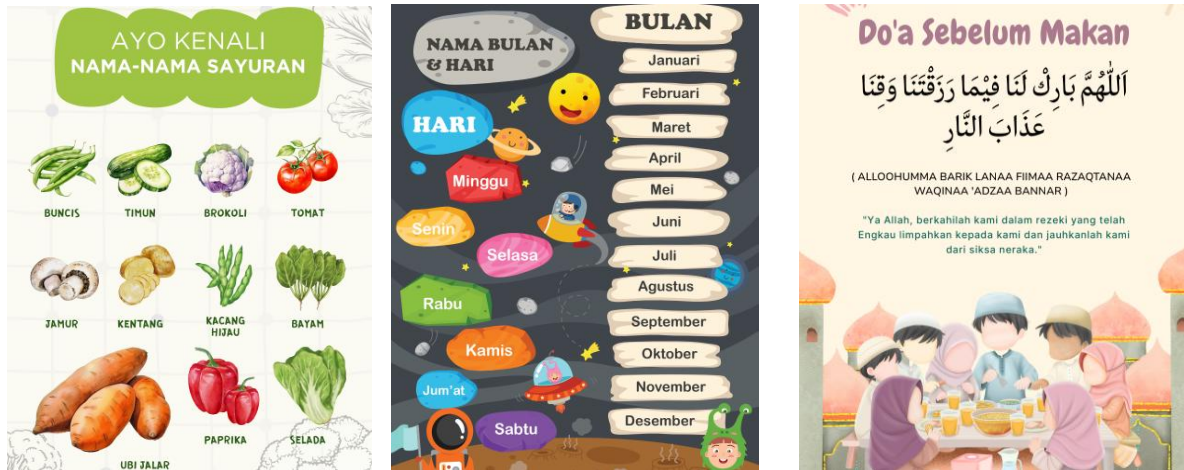 AYO KENALI
NAMA-NAMA SAYURAN
BUNCIS
TIMUN
BROKOLI
TOMAT
JAMUR
KENTANG
KACANG
HIJAU
BAYAM
UBI JALAR
PAPRIKA
SELADA
NAMA BULAN
& HARI
HARI
Minggu
Senin
Selasa
Rabu
Kamis
Jum'at
Sabtu
BULAN
Januari
Februari
Maret
April
Mei
Juni
Juli
Agustus
September
Oktober
November
Desember
Do'a Sebelum Makan
اَللّٰهُمَّ بَارِكْ لَنَا فِيْمَا رَزَقْتَنَا وَقِنَا
عَذَابَ النَّارِ
( ALLOOHUMMA BARIK LANAA FIIMAA RAZAQTANAA
WAQINAA 'ADZAA BANNAR )
"Ya Allah, berkahilah kami dalam rezeki yang telah
Engkau limpahkan kepada kami dan jauhkanlah kami
dari siksa neraka."